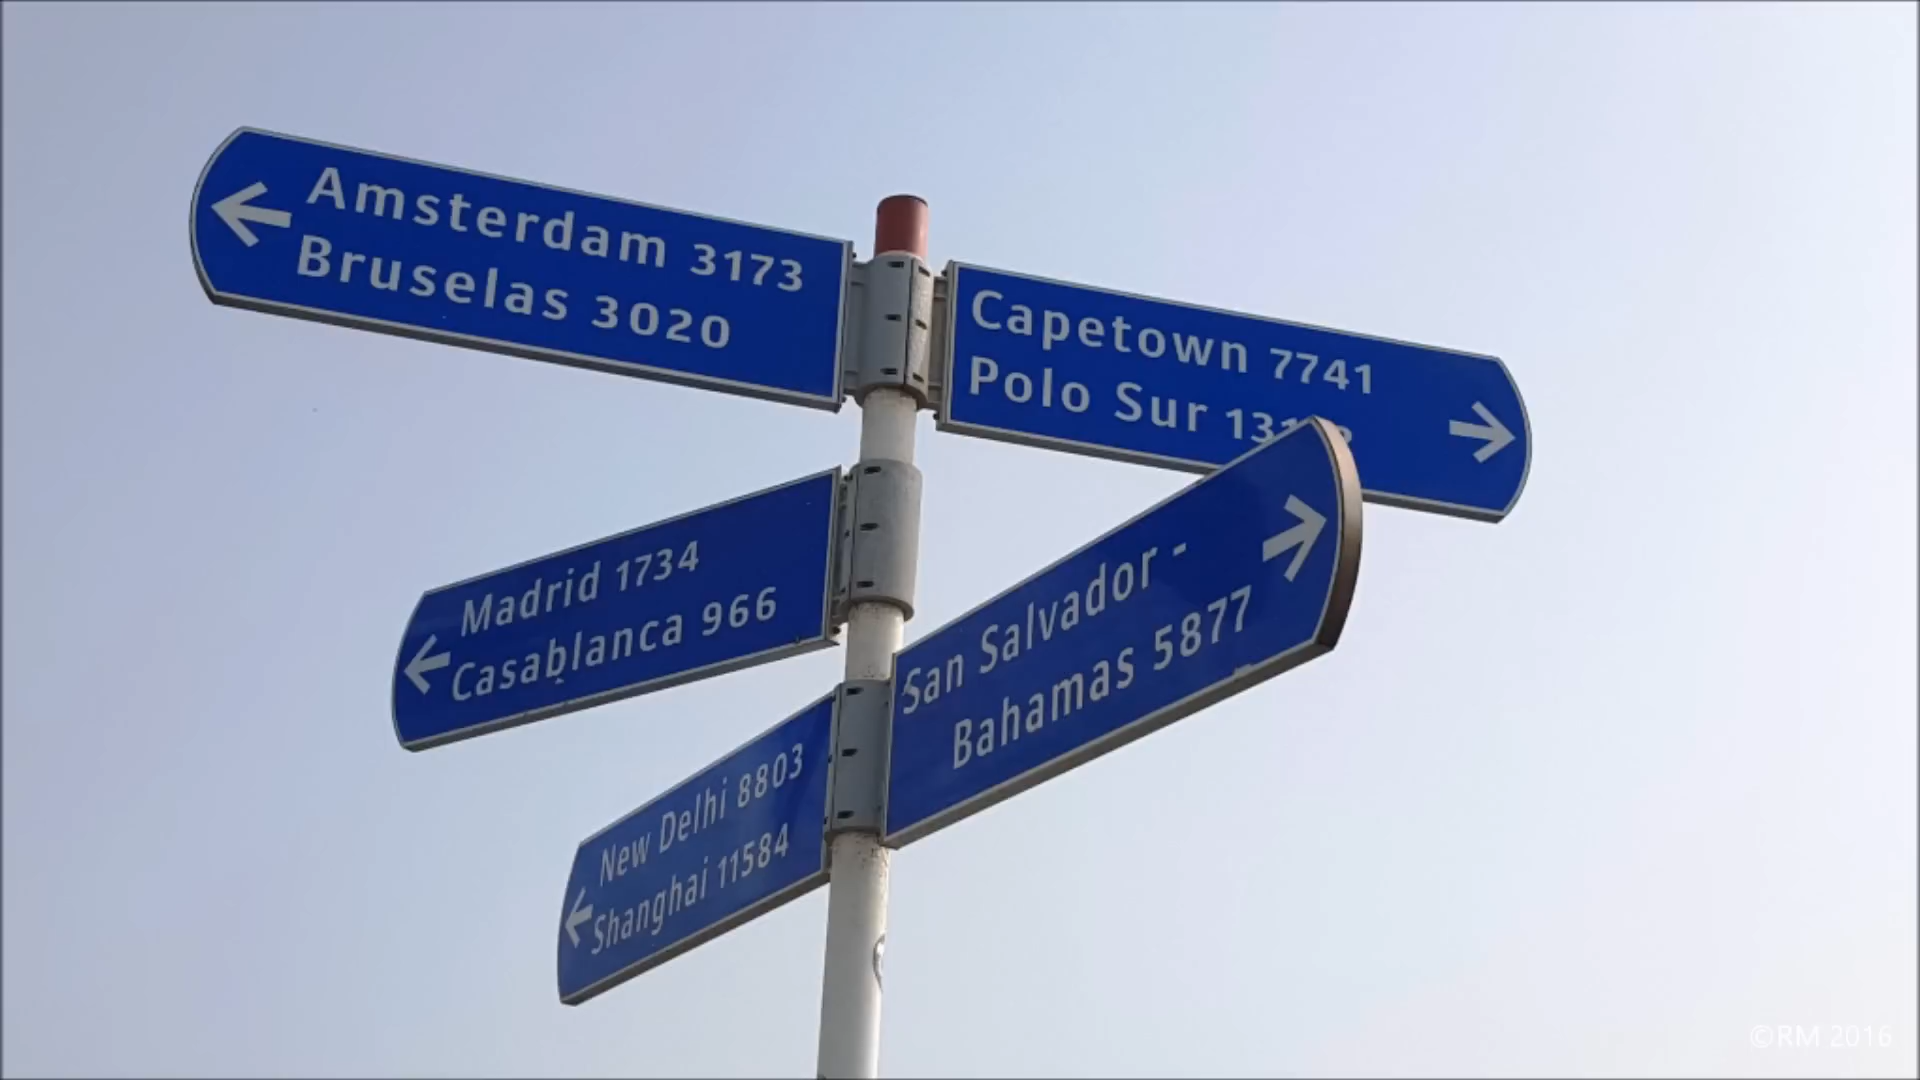 Amsterdam 3173
Bruselas 3020
Capetown 7741
Polo Sur
Madrid 1734
Casablanca 966
San Salvador -
Bahamas 5877
New Delhi 8803
Shanghai 11584
©RM 2016